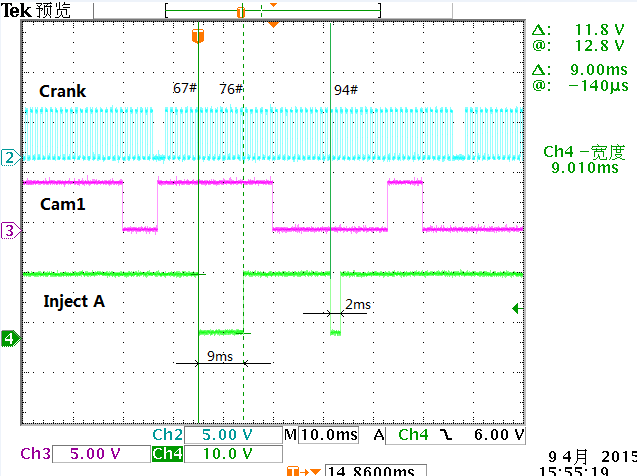 Tek 预览
T
Δ: 11.8 V
@: 12.8 V
Δ: 9.00ms
@: -140µs
67# 76# 94#
Crank
2
Ch4 -宽度
9.010ms
Cam1
3
Inject A
2ms
4
9ms
Ch2 5.00 V M 10.0ms A Ch4 6.00 V
Ch3 5.00 V Ch4 10.0 V
9 4月 2015
T 14.8600ms 15:55:19